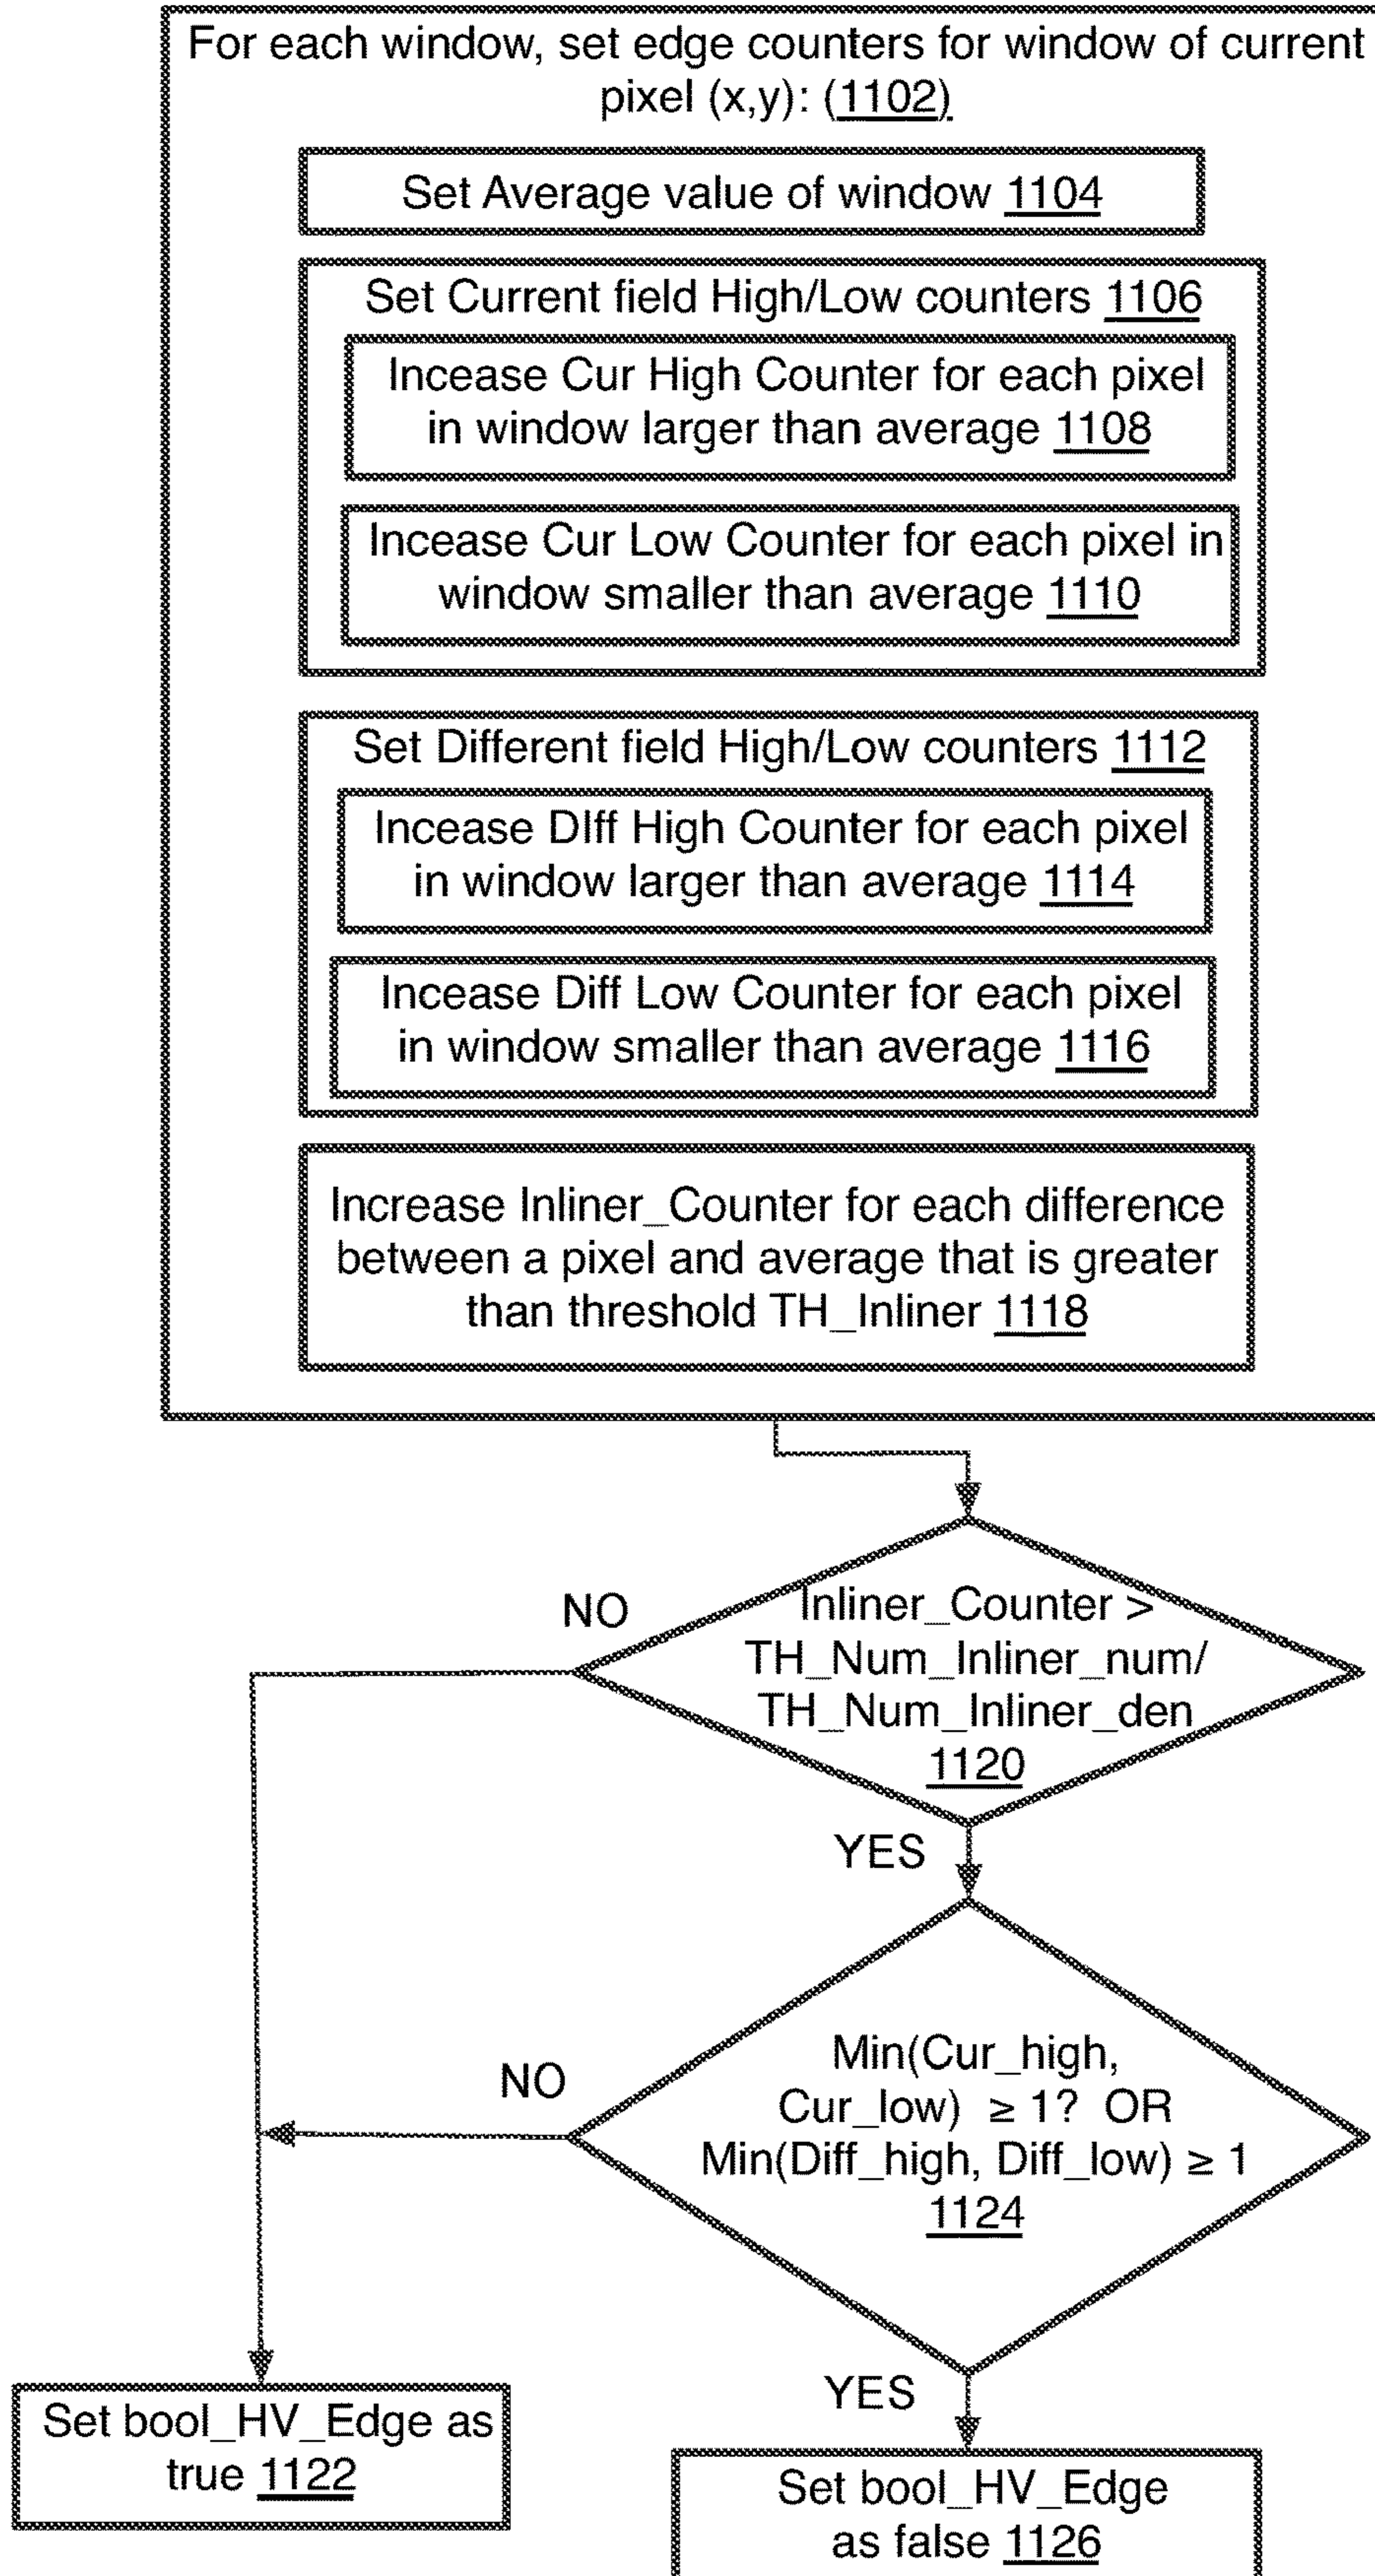 For each window, set edge counters for window of current
pixel (x,y): (1102)
Set Average value of window 1104
Set Current field High/Low counters 1106
Incease Cur High Counter for each pixel
in window larger than average 1108
Incease Cur Low Counter for each pixel in
window smaller than average 1110
Set Different field High/Low counters 1112
Incease DIff High Counter for each pixel
in window larger than average 1114
Incease Diff Low Counter for each pixel
in window smaller than average 1116
Increase Inliner_Counter for each difference
between a pixel and average that is greater
than threshold TH_Inliner 1118
NO
Inliner_Counter >
TH_Num_Inliner_num/
TH_Num_Inliner_den
1120
YES
NO
Min(Cur_high,
Cur_low) ≥ 1? OR
Min(Diff_high, Diff_low) ≥ 1
1124
YES
Set bool_HV_Edge as
true 1122
Set bool_HV_Edge
as false 1126